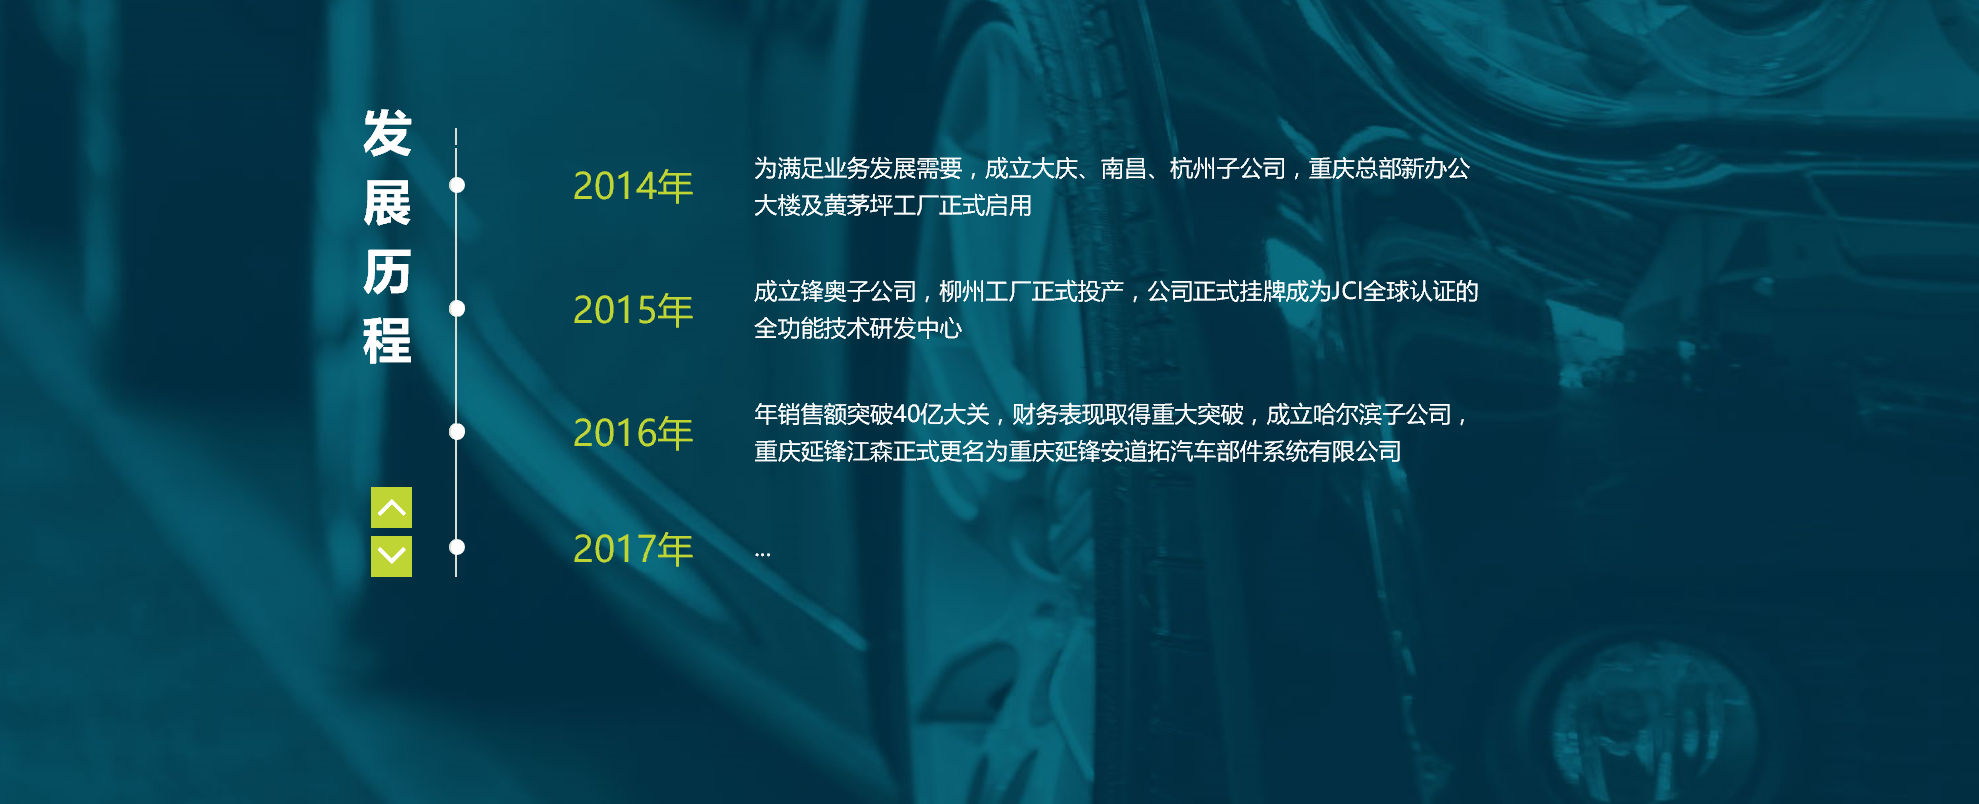 发展历程
2014年
为满足业务发展需要，成立大庆、南昌、杭州子公司，重庆总部新办公
大楼及黄茅坪工厂正式启用
2015年
成立锋奥子公司，柳州工厂正式投产，公司正式挂牌成为JCI全球认证的
全功能技术研发中心
2016年
年销售额突破40亿大关，财务表现取得重大突破，成立哈尔滨子公司，
重庆延锋江森正式更名为重庆延锋安道拓汽车部件系统有限公司
2017年
...